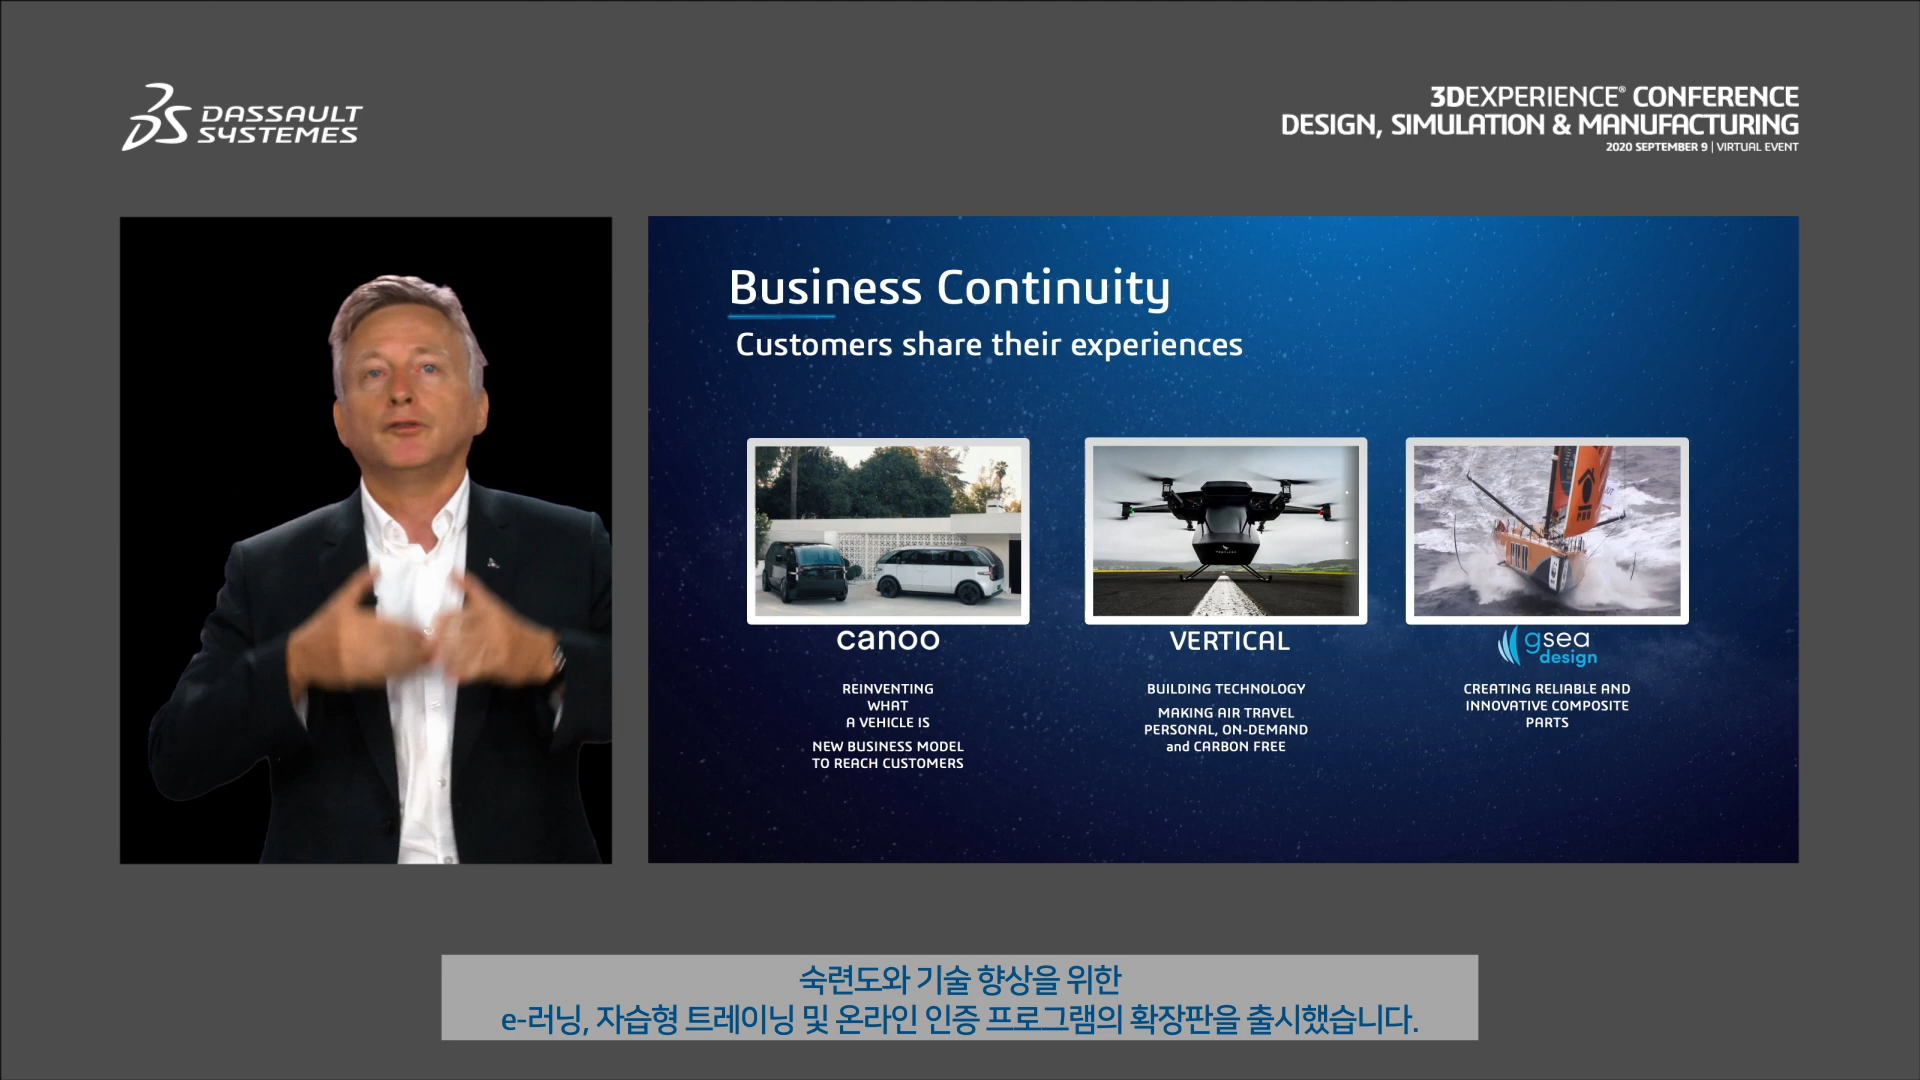 DASSAULT
SYSTEMES
3DEXPERIENCE® CONFERENCE
DESIGN, SIMULATION & MANUFACTURING
2020 SEPTEMBER 9 | VIRTUAL EVENT
Business Continuity
Customers share their experiences
canoo
REINVENTING
WHAT
A VEHICLE IS
NEW BUSINESS MODEL
TO REACH CUSTOMERS
VERTICAL
BUILDING TECHNOLOGY
MAKING AIR TRAVEL
PERSONAL, ON-DEMAND
and CARBON FREE
gsea
design
CREATING RELIABLE AND
INNOVATIVE COMPOSITE
PARTS
숙련도와 기술 향상을 위한
e-러닝, 자습형 트레이닝 및 온라인 인증 프로그램의 확장판을 출시했습니다.